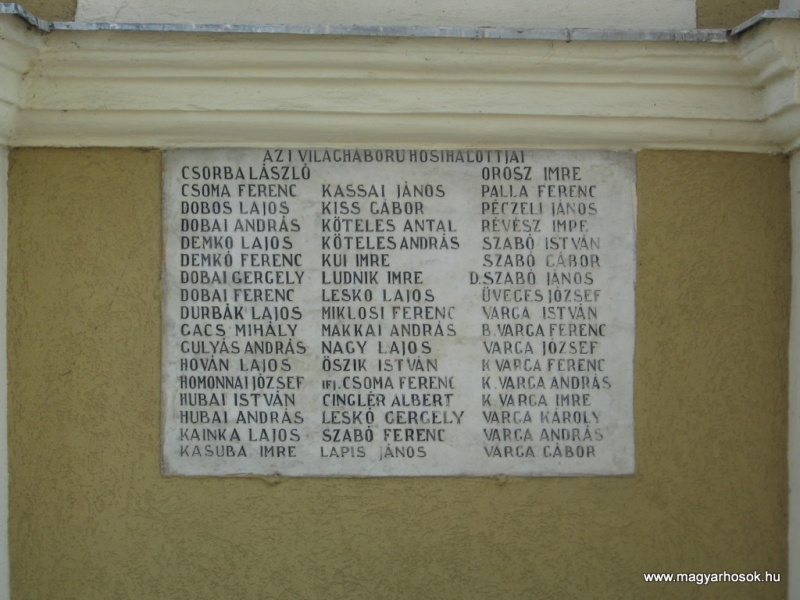 AZ I VILÁGHÁBORÚ HŐSI HALOTTJAI
CSORBA LÁSZLÓ OROSZ IMRE
CSOMA FERENC KASSAI JÁNOS PALLA FERENC
DOBOS LAJOS KISS GÁBOR PÉCZELI JÁNOS
DOBAI ANDRÁS KÖTELES ANTAL RÉVÉSZ IMRE
DEMKÓ LAJOS KÖTELES ANDRÁS SZABÓ ISTVÁN
DEMKÓ FERENC KUI IMRE SZABÓ GÁBOR
DOBAI GERGELY LUDNIK IMRE D. SZABÓ JÁNOS
DOBAI FERENC LESKÓ LAJOS ÜVEGES JÓZSEF
DURBÁK LAJOS MIKLOSI FERENC VARGA ISTVÁN
GACS MIHÁLY MAKKAI ANDRÁS B. VARGA FERENC
GULYÁS ANDRÁS NAGY LAJOS VARGA JÓZSEF
HOVÁN LAJOS ŐSZIK ISTVÁN K VARGA FERENC
HOMONNAI JÓZSEF IFJ. CSOMA FERENC K. VARGA ANDRÁS
HUBAI ISTVÁN CINGLÉR ALBERT K. VARGA IMRE
HUBAI ANDRÁS LESKÓ GERGELY VARGA KÁROLY
KAINKA LAJOS SZABÓ FERENC VARGA ANDRÁS
KASUBA IMRE LAPIS JÁNOS VARGA GÁBOR
www.magyarhosok.hu